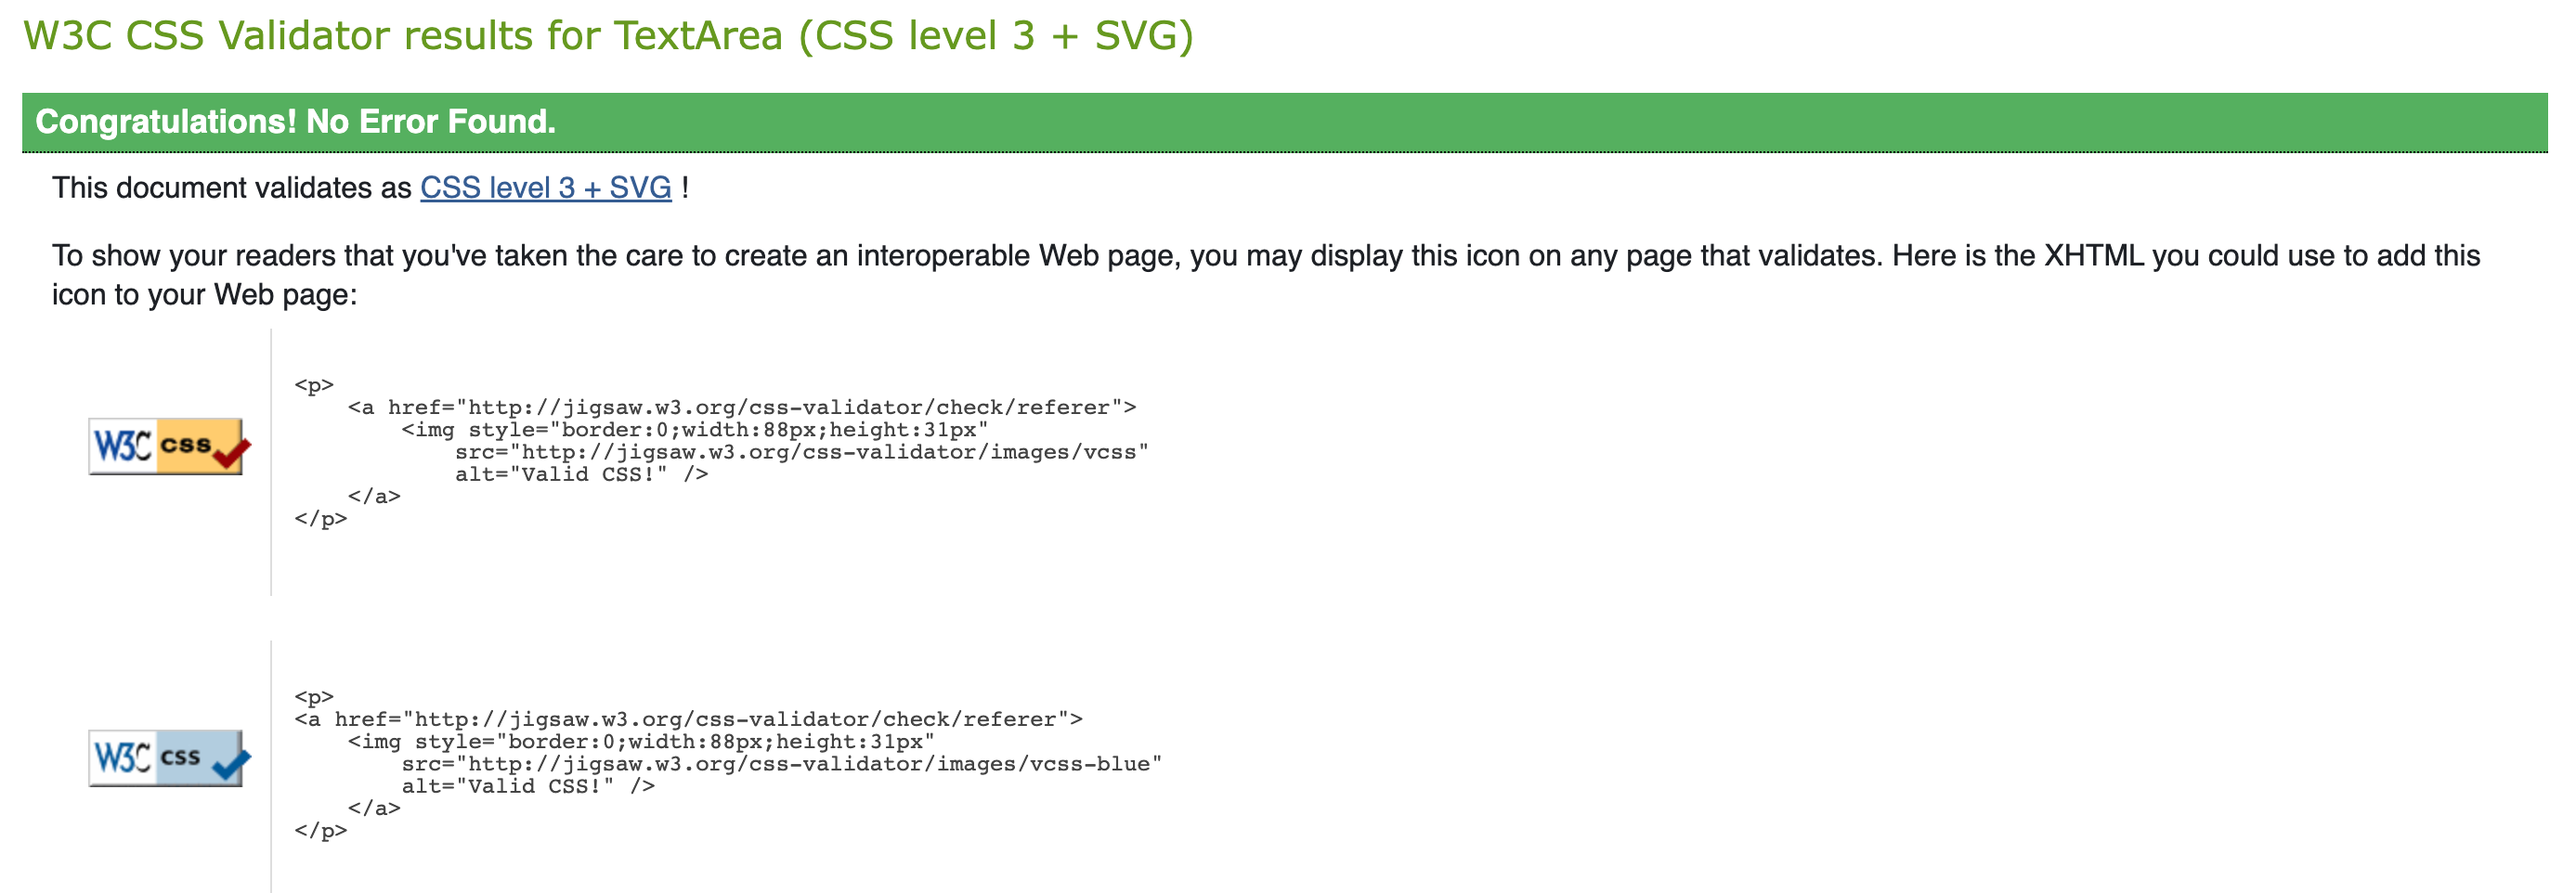 W3C CSS Validator results for TextArea (CSS level 3 + SVG)
Congratulations! No Error Found.
This document validates as CSS level 3 + SVG !
To show your readers that you've taken the care to create an interoperable Web page, you may display this icon on any page that validates. Here is the XHTML you could use to add this
icon to your Web page:
W3C css
<p>
    <a href="http://jigsaw.w3.org/css-validator/check/referer">
        <img style="border:0;width:88px;height:31px"
            src="http://jigsaw.w3.org/css-validator/images/vcss"
            alt="Valid CSS!" />
    </a>
</p>
W3C css
<p>
<a href="http://jigsaw.w3.org/css-validator/check/referer">
    <img style="border:0;width:88px;height:31px"
        src="http://jigsaw.w3.org/css-validator/images/vcss-blue"
        alt="Valid CSS!" />
    </a>
</p>